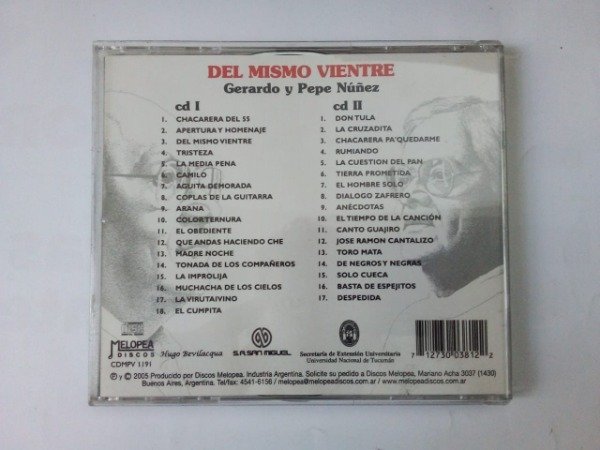 DEL MISMO VIENTRE
Gerardo y Pepe Núñez
cd I
1. CHACARERA DEL 55
2. APERTURA Y HOMENAJE
3. DEL MISMO VIENTRE
4. TRISTEZA
5. LA MEDIA PENA
6. CAMILO
7. AGUITA DEMORADA
8. COPLAS DE LA GUITARRA
9. ARANA
10. COLORTERNURA
11. EL OBEDIENTE
12. QUE ANDAS HACIENDO CHE
13. MADRE NOCHE
14. TONADA DE LOS COMPAÑEROS
15. LA IMPROLIJA
16. MUCHACHA DE LOS CIELOS
17. LA VIRUTAIVINO
18. EL CUMPITA
cd II
1. DON TULA
2. LA CRUZADITA
3. CHACARERA PA'QUEDARME
4. RUMIANDO
5. LA CUESTION DEL PAN
6. TIERRA PROMETIDA
7. EL HOMBRE SOLO
8. DIALOGO ZAFRERO
9. ANÉCDOTAS
10. EL TIEMPO DE LA CANCIÓN
11. CANTO GUAJIRO
12. JOSE RAMON CANTALIZO
13. TORO MATA
14. DE NEGROS Y NEGRAS
15. SOLO CUECA
16. BASTA DE ESPEJITOS
17. DESPEDIDA
MELOPEA
DISCOS
CDMPV 1191
Hugo Bevilacqua
S.A. SAN MIGUEL
Secretaría de Extensión Universitaria
Universidad Nacional de Tucumán
7 12730 03812 2
℗ y © 2005 Producido por Discos Melopea. Industria Argentina. Solicite su pedido a Discos Melopea, Mariano Acha 3037 (1430)
Buenos Aires, Argentina. Tel/fax: 4541-6156 / melopea@melopeadiscos.com.ar / www.melopeadiscos.com.ar